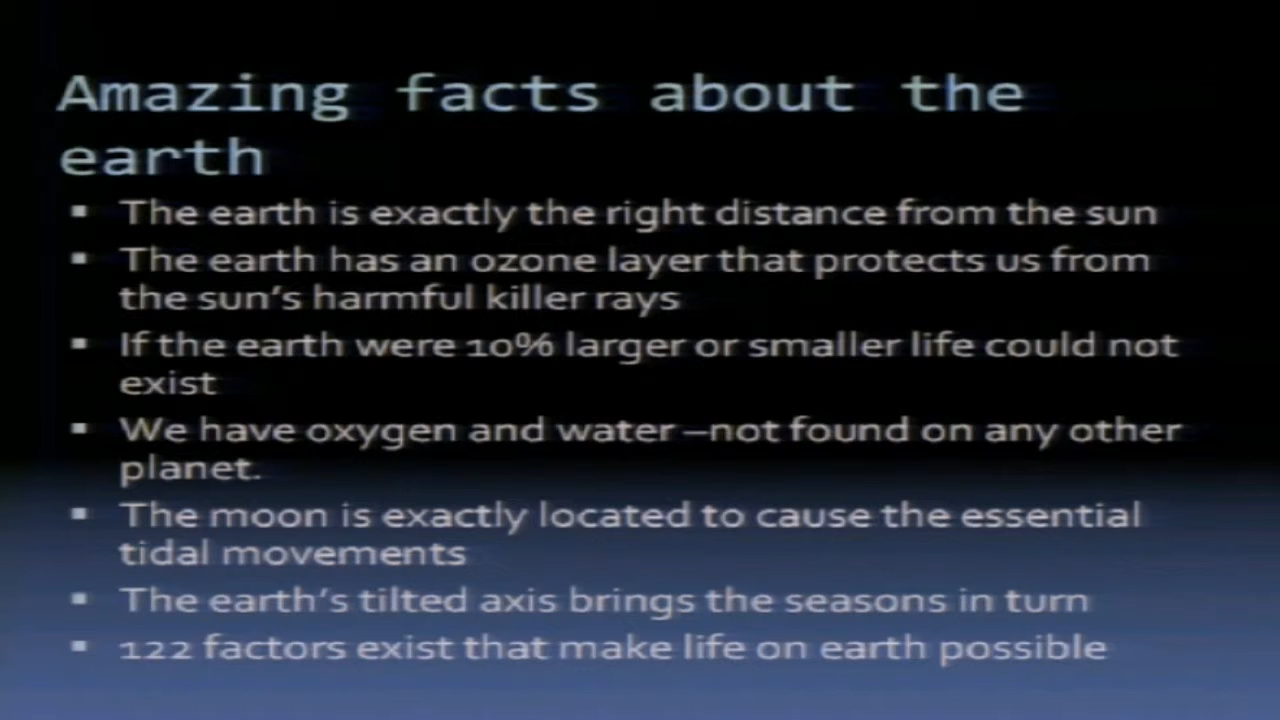 Amazing facts about the
earth
▪ The earth is exactly the right distance from the sun
▪ The earth has an ozone layer that protects us from
the sun's harmful killer rays
▪ If the earth were 10% larger or smaller life could not
exist
▪ We have oxygen and water –not found on any other
planet.
▪ The moon is exactly located to cause the essential
tidal movements
▪ The earth's tilted axis brings the seasons in turn
▪ 122 factors exist that make life on earth possible